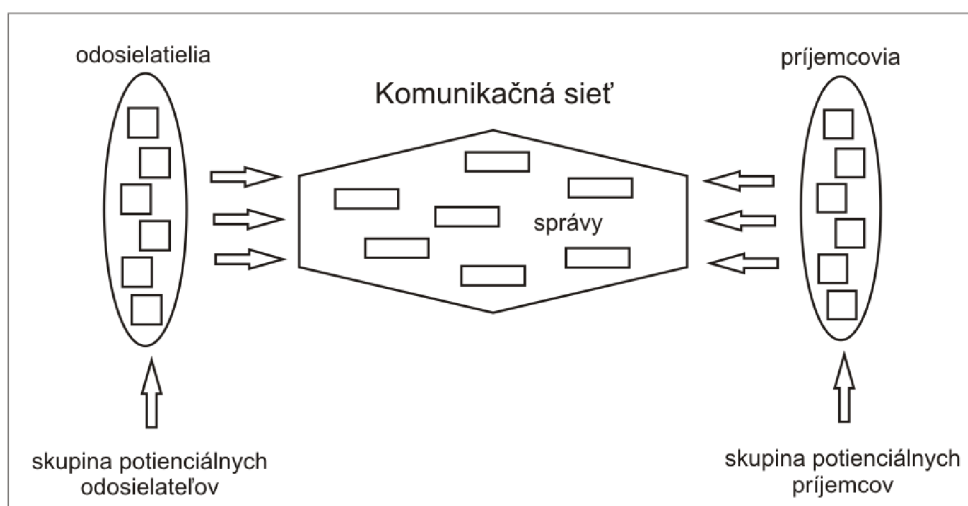 odosielatielia
príjemcovia
Komunikačná sieť
správy
skupina potienciálnych
odosielateľov
skupina potienciálnych
príjemcov